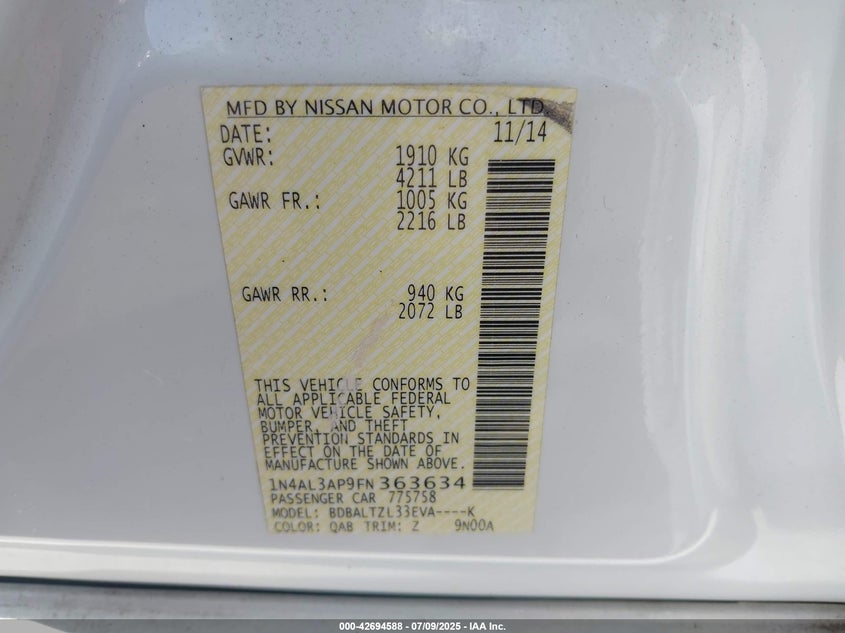 MFD BY NISSAN MOTOR CO., LTD.
DATE: 11/14
GVWR: 1910 KG
4211 LB
GAWR FR.: 1005 KG
2216 LB
GAWR RR.: 940 KG
2072 LB
THIS VEHICLE CONFORMS TO
ALL APPLICABLE FEDERAL
MOTOR VEHICLE SAFETY,
BUMPER, AND THEFT
PREVENTION STANDARDS IN
EFFECT ON THE DATE OF
MANUFACTURE SHOWN ABOVE.
1N4AL3AP9FN363634
PASSENGER CAR 775758
MODEL: BDBALTZL33EVA----K
COLOR: QAB TRIM: Z 9N00A
000-42694588 - 07/09/2025 - IAA Inc.